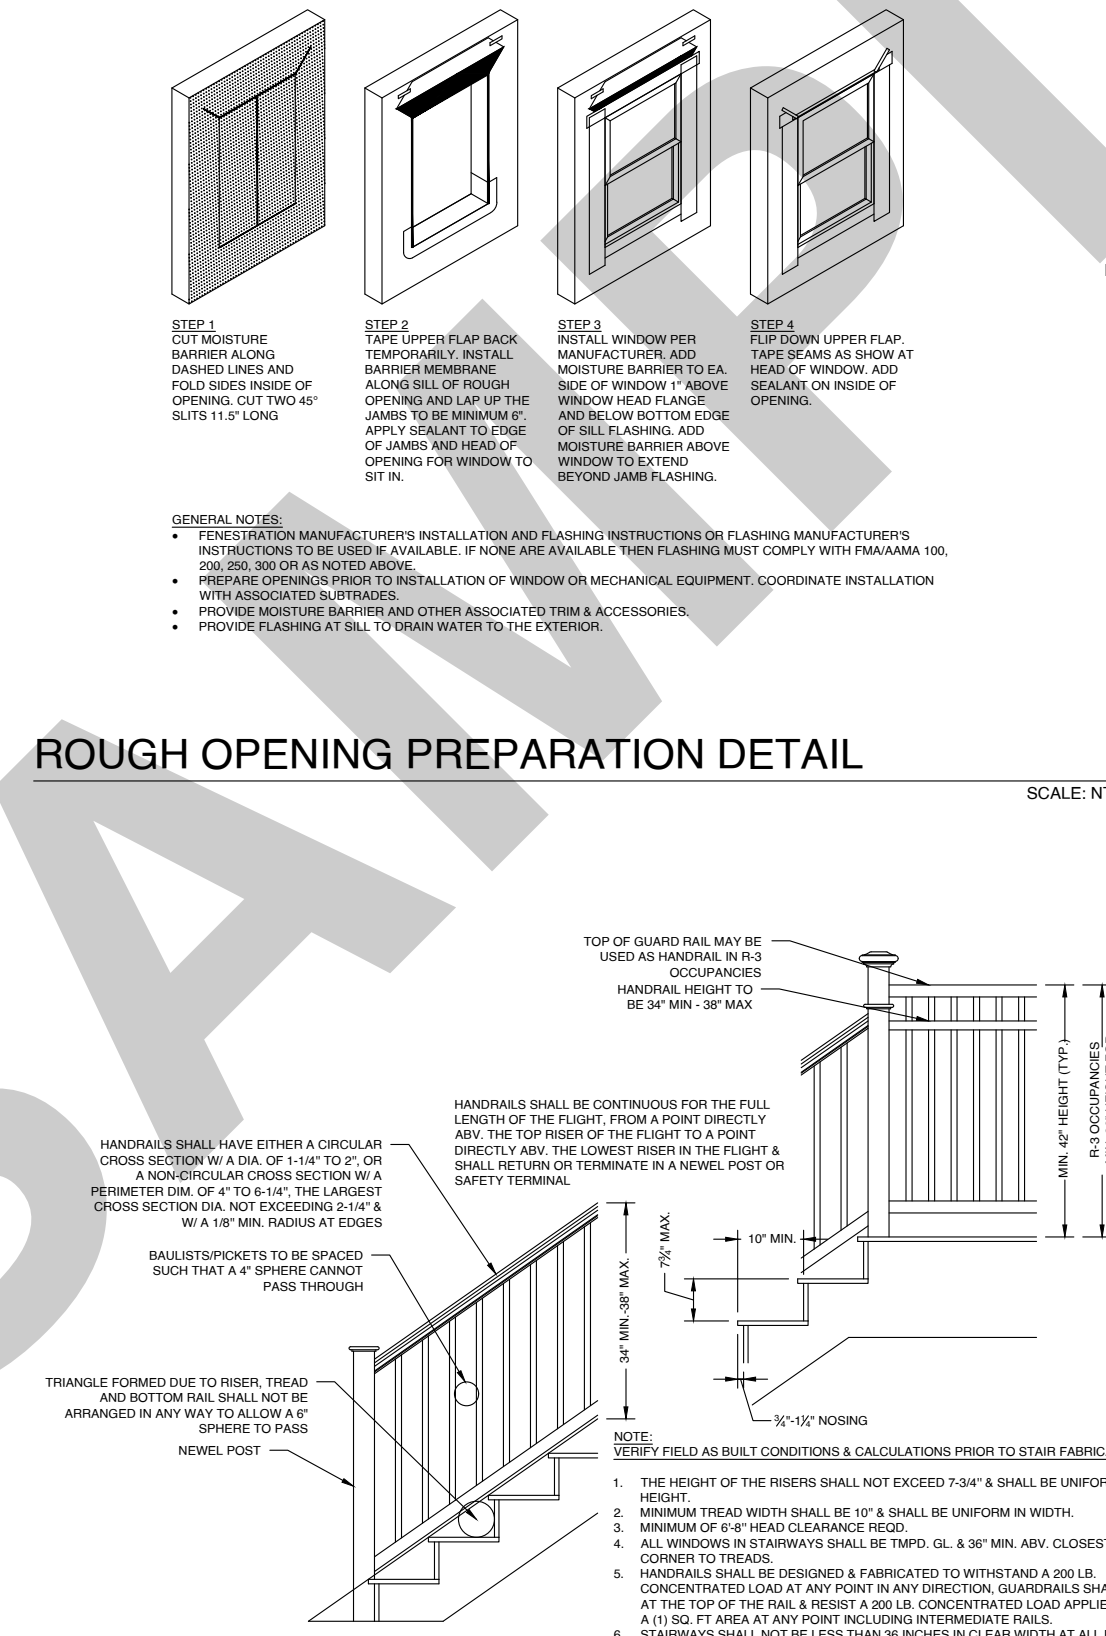 STEP 1
CUT MOISTURE
BARRIER ALONG
DASHED LINES AND
FOLD SIDES INSIDE OF
OPENING. CUT TWO 45°
SLITS 11.5" LONG
STEP 2
TAPE UPPER FLAP BACK
TEMPORARILY. INSTALL
BARRIER MEMBRANE
ALONG SILL OF ROUGH
OPENING AND LAP UP THE
JAMBS TO BE MINIMUM 6".
APPLY SEALANT TO EDGE
OF JAMBS AND HEAD OF
OPENING FOR WINDOW TO
SIT IN.
STEP 3
INSTALL WINDOW PER
MANUFACTURER. ADD
MOISTURE BARRIER TO EA.
SIDE OF WINDOW 1" ABOVE
WINDOW HEAD FLANGE
AND BELOW BOTTOM EDGE
OF SILL FLASHING. ADD
MOISTURE BARRIER ABOVE
WINDOW TO EXTEND
BEYOND JAMB FLASHING.
STEP 4
FLIP DOWN UPPER FLAP.
TAPE SEAMS AS SHOW AT
HEAD OF WINDOW. ADD
SEALANT ON INSIDE OF
OPENING.
GENERAL NOTES:
• FENESTRATION MANUFACTURER'S INSTALLATION AND FLASHING INSTRUCTIONS OR FLASHING MANUFACTURER'S
INSTRUCTIONS TO BE USED IF AVAILABLE. IF NONE ARE AVAILABLE THEN FLASHING MUST COMPLY WITH FMA/AAMA 100,
200, 250, 300 OR AS NOTED ABOVE.
• PREPARE OPENINGS PRIOR TO INSTALLATION OF WINDOW OR MECHANICAL EQUIPMENT. COORDINATE INSTALLATION
WITH ASSOCIATED SUBTRADES.
• PROVIDE MOISTURE BARRIER AND OTHER ASSOCIATED TRIM & ACCESSORIES.
• PROVIDE FLASHING AT SILL TO DRAIN WATER TO THE EXTERIOR.
ROUGH OPENING PREPARATION DETAIL
SCALE:
TOP OF GUARD RAIL MAY BE
USED AS HANDRAIL IN R-3
OCCUPANCIES
HANDRAIL HEIGHT TO
BE 34" MIN - 38" MAX
MIN. 42" HEIGHT (TYP.)
R-3 OCCUPANCIES
HANDRAILS SHALL BE CONTINUOUS FOR THE FULL
LENGTH OF THE FLIGHT, FROM A POINT DIRECTLY
ABV. THE TOP RISER OF THE FLIGHT TO A POINT
DIRECTLY ABV. THE LOWEST RISER IN THE FLIGHT &
SHALL RETURN OR TERMINATE IN A NEWEL POST OR
SAFETY TERMINAL
HANDRAILS SHALL HAVE EITHER A CIRCULAR
CROSS SECTION W/ A DIA. OF 1-1/4" TO 2", OR
A NON-CIRCULAR CROSS SECTION W/ A
PERIMETER DIM. OF 4" TO 6-1/4", THE LARGEST
CROSS SECTION DIA. NOT EXCEEDING 2-1/4" &
W/ A 1/8" MIN. RADIUS AT EDGES
BAULISTS/PICKETS TO BE SPACED
SUCH THAT A 4" SPHERE CANNOT
PASS THROUGH
TRIANGLE FORMED DUE TO RISER, TREAD
AND BOTTOM RAIL SHALL NOT BE
ARRANGED IN ANY WAY TO ALLOW A 6"
SPHERE TO PASS
NEWEL POST
34" MIN.-38" MAX.
7¾" MAX.
10" MIN.
¾"-1¼" NOSING
NOTE:
VERIFY FIELD AS BUILT CONDITIONS & CALCULATIONS PRIOR TO STAIR
1. THE HEIGHT OF THE RISERS SHALL NOT EXCEED 7-3/4" & SHALL BE
HEIGHT.
2. MINIMUM TREAD WIDTH SHALL BE 10" & SHALL BE UNIFORM IN WIDTH.
3. MINIMUM OF 6'-8" HEAD CLEARANCE REQD.
4. ALL WINDOWS IN STAIRWAYS SHALL BE TMPD. GL. & 36" MIN. ABV. CLOSEST
CORNER TO TREADS.
5. HANDRAILS SHALL BE DESIGNED & FABRICATED TO WITHSTAND A 200 LB.
CONCENTRATED LOAD AT ANY POINT IN ANY DIRECTION, GUARDRAILS
AT THE TOP OF THE RAIL & RESIST A 200 LB. CONCENTRATED LOAD
A (1) SQ. FT AREA AT ANY POINT INCLUDING INTERMEDIATE RAILS.
6. STAIRWAYS SHALL NOT BE LESS THAN 36 INCHES IN CLEAR WIDTH AT ALL